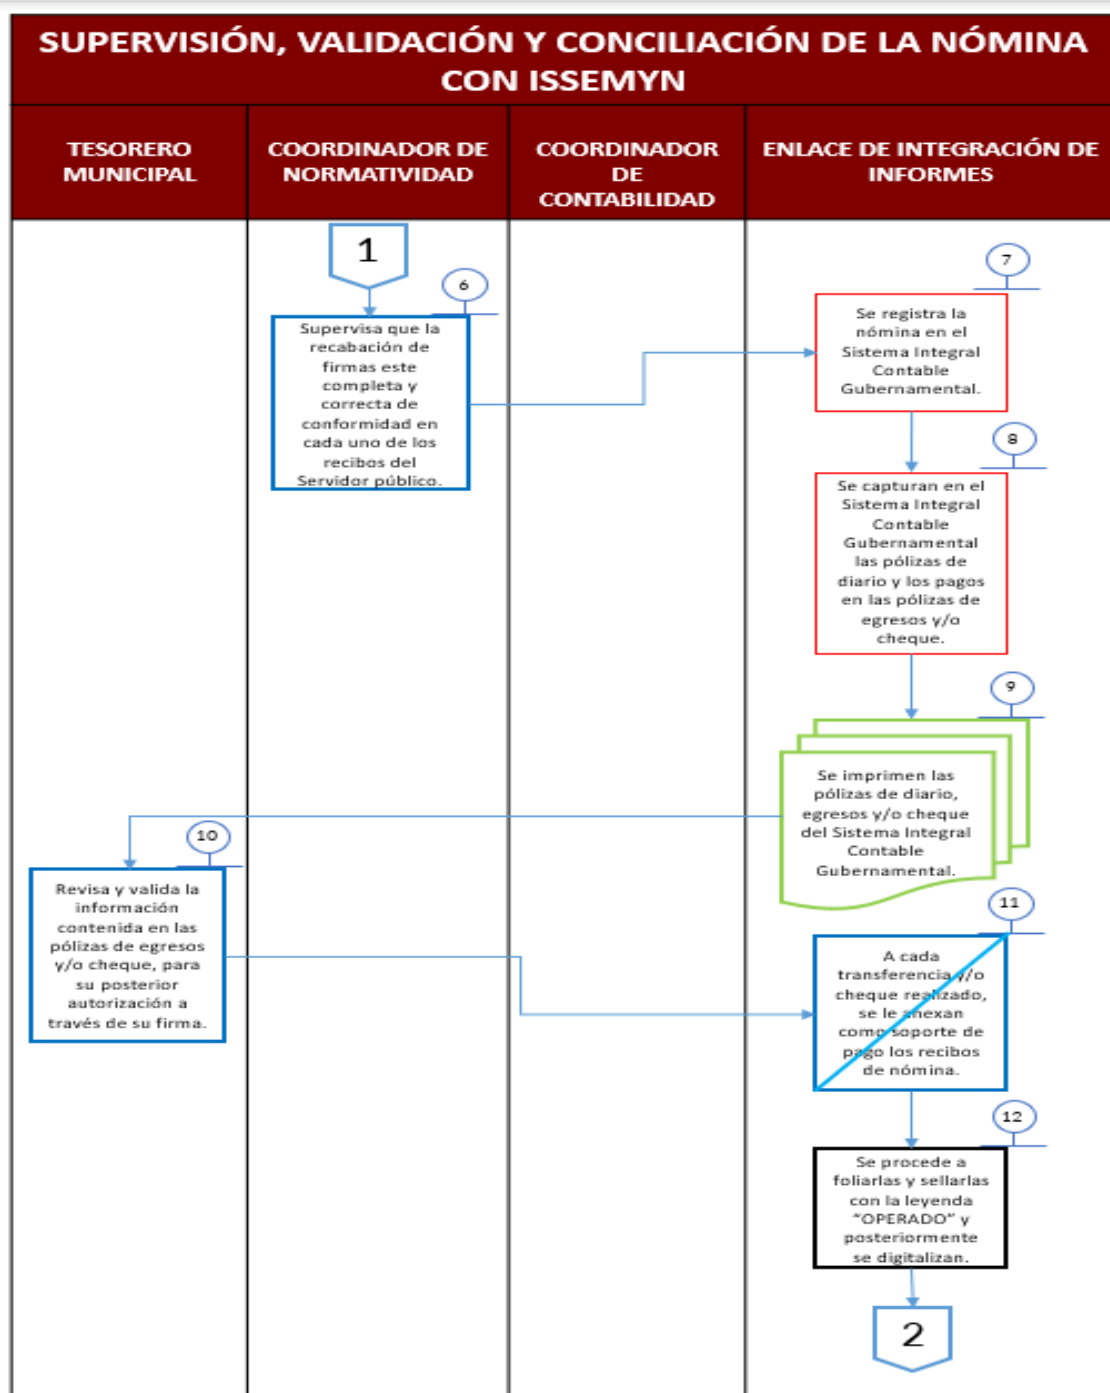 SUPERVISIÓN, VALIDACIÓN Y CONCILIACIÓN DE LA NÓMINA
CON ISSEMYN
TESORERO
MUNICIPAL
COORDINADOR DE
NORMATIVIDAD
COORDINADOR
DE
CONTABILIDAD
ENLACE DE INTEGRACIÓN DE
INFORMES
1
6
Supervisa que la
recabación de
firmas este
completa y
correcta de
conformidad en
cada uno de los
recibos del
Servidor público.
7
Se registra la
nómina en el
Sistema Integral
Contable
Gubernamental.
8
Se capturan en el
Sistema Integral
Contable
Gubernamental
las pólizas de
diario y los pagos
en las pólizas de
egresos y/o
cheque.
9
Se imprimen las
pólizas de diario,
egresos y/o cheque
del Sistema Integral
Contable
Gubernamental.
10
Revisa y valida la
información
contenida en las
pólizas de egresos
y/o cheque, para
su posterior
autorización a
través de su firma.
11
A cada
transferencia y/o
cheque realizado,
se le anexan
como soporte de
pago los recibos
de nómina.
12
Se procede a
foliarlas y sellarlas
con la leyenda
“OPERADO” y
posteriormente
se digitalizan.
2